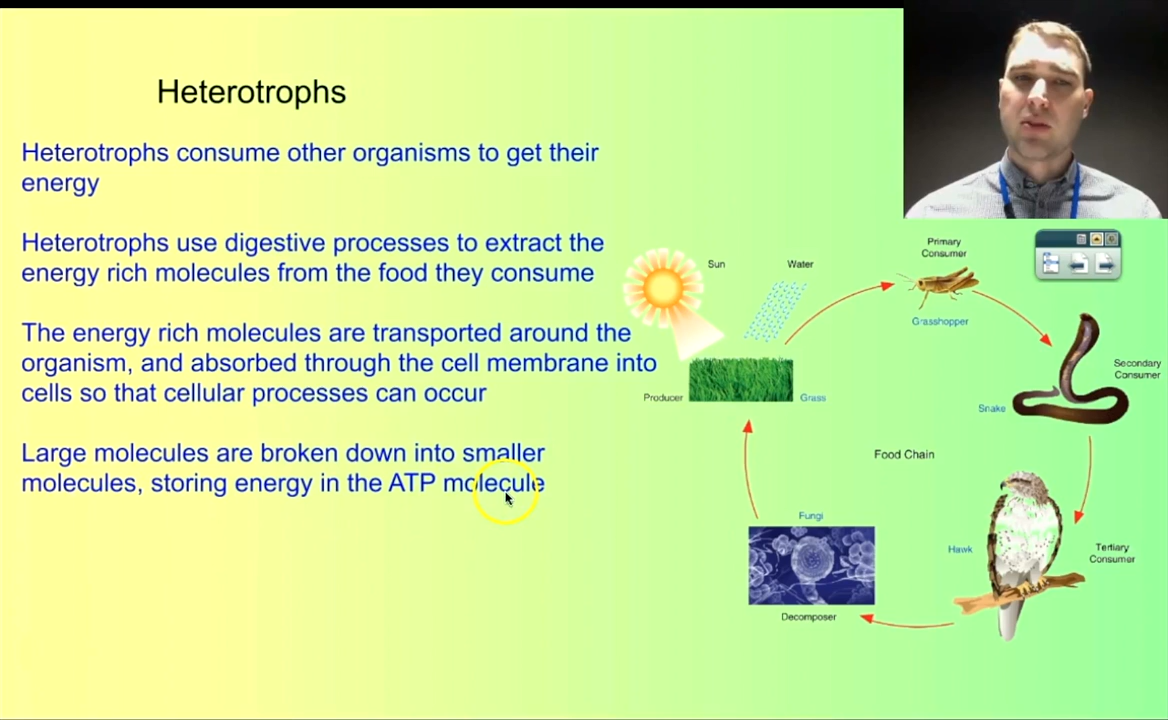 Heterotrophs
Heterotrophs consume other organisms to get their
energy
Heterotrophs use digestive processes to extract the
energy rich molecules from the food they consume
The energy rich molecules are transported around the
organism, and absorbed through the cell membrane into
cells so that cellular processes can occur
Large molecules are broken down into smaller
molecules, storing energy in the ATP molecule
Sun
Water
Primary
Consumer
Grasshopper
Secondary
Consumer
Snake
Producer
Grass
Food Chain
Fungi
Hawk
Tertiary
Consumer
Decomposer